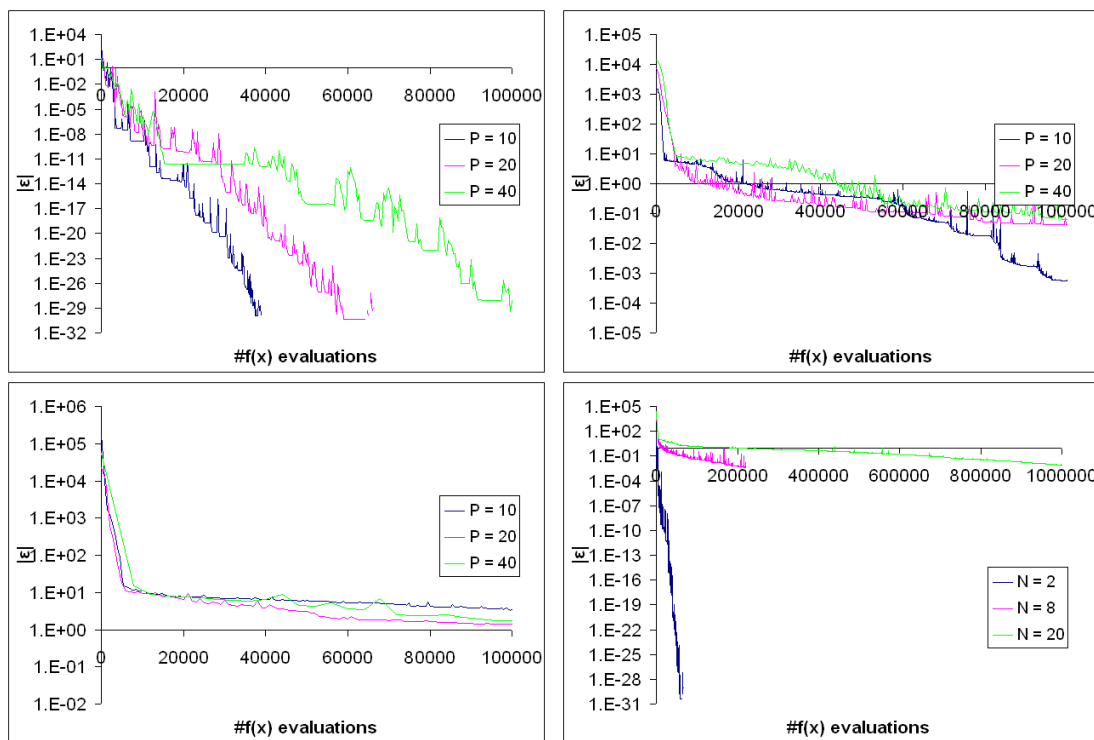 1.E+04
1.E+01
1.E-02
1.E-05
1.E-08
1.E-11
1.E-14
1.E-17
1.E-20
1.E-23
1.E-26
1.E-29
1.E-32
|ε|
0 20000 40000 60000 80000 100000
P = 10
P = 20
P = 40
#f(x) evaluations
1.E+05
1.E+04
1.E+03
1.E+02
1.E+01
1.E+00
1.E-01
1.E-02
1.E-03
1.E-04
1.E-05
|ε|
0 20000 40000 60000 80000 100000
P = 10
P = 20
P = 40
#f(x) evaluations
1.E+06
1.E+05
1.E+04
1.E+03
1.E+02
1.E+01
1.E+00
1.E-01
1.E-02
|ε|
0 20000 40000 60000 80000 100000
P = 10
P = 20
P = 40
#f(x) evaluations
1.E+05
1.E+02
1.E-01
1.E-04
1.E-07
1.E-10
1.E-13
1.E-16
1.E-19
1.E-22
1.E-25
1.E-28
1.E-31
|ε|
0 200000 400000 600000 800000 1000000
N = 2
N = 8
N = 20
#f(x) evaluations